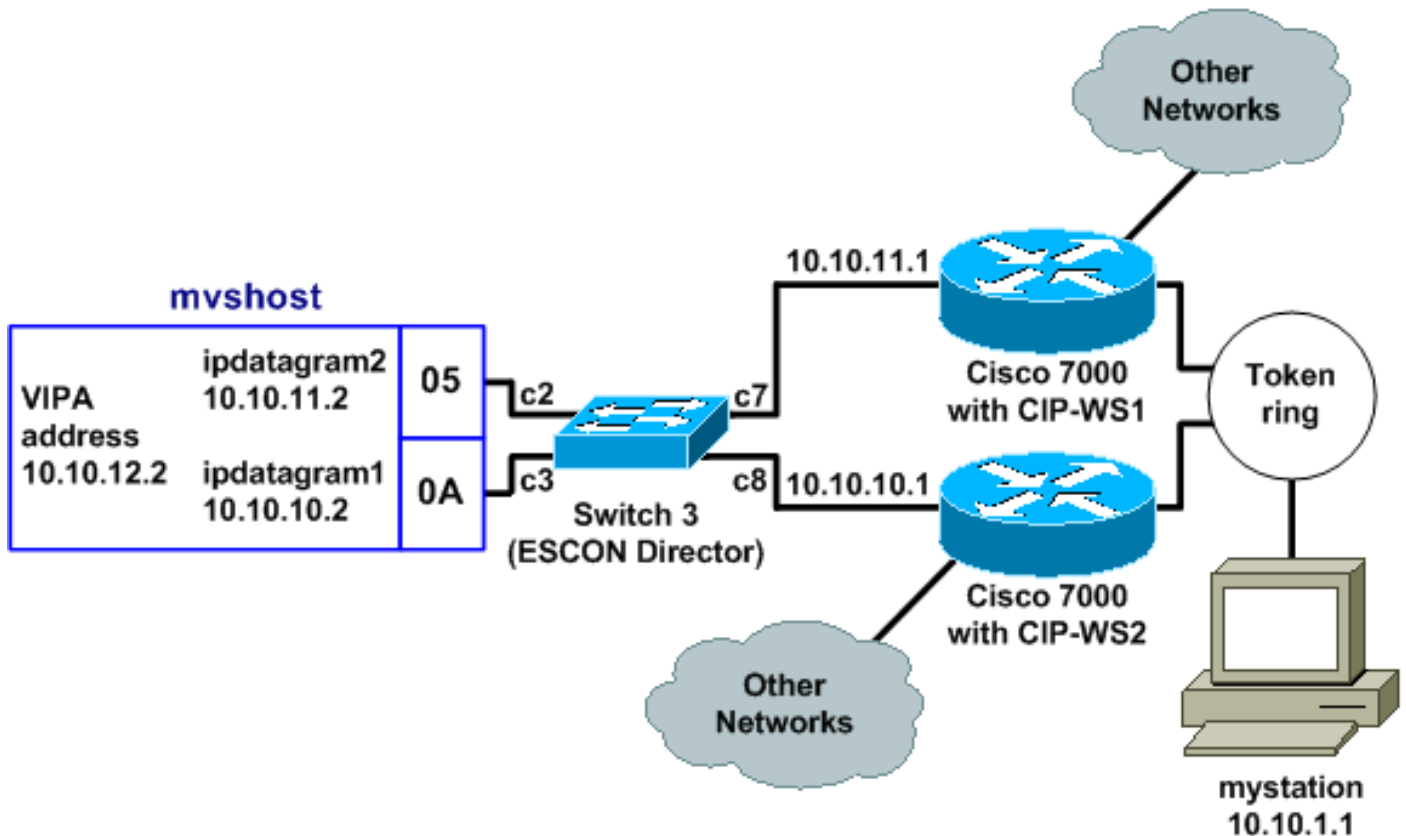 Other
Networks
10.10.11.1
mvshost
ipdatagram2
10.10.11.2
05
VIPA
address
10.10.12.2
ipdatagram1
10.10.10.2
0A
c2
c7
c3
c8
10.10.10.1
Switch 3
(ESCON Director)
Cisco 7000
with CIP-WS1
Token
ring
Cisco 7000
with CIP-WS2
Other
Networks
mystation
10.10.1.1